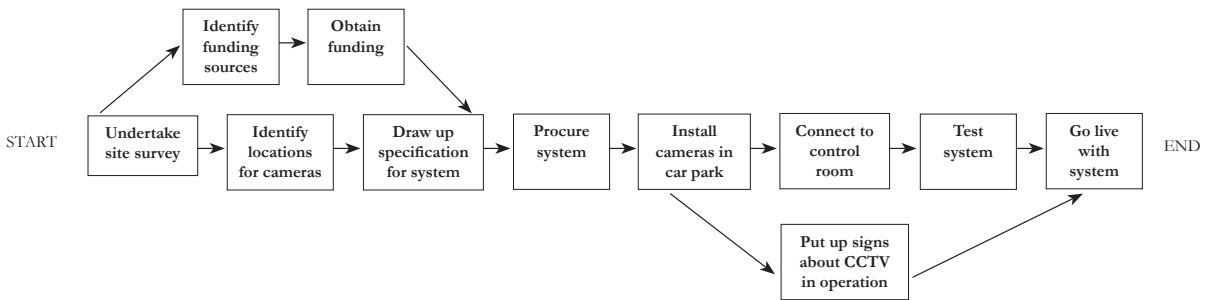 Identify
funding
sources
Obtain
funding
START
Undertake
site survey
Identify
locations
for cameras
Draw up
specification
for system
Procure
system
Install
cameras in
car park
Connect to
control
room
Test
system
Go live
with
system
END
Put up signs
about CCTV
in operation